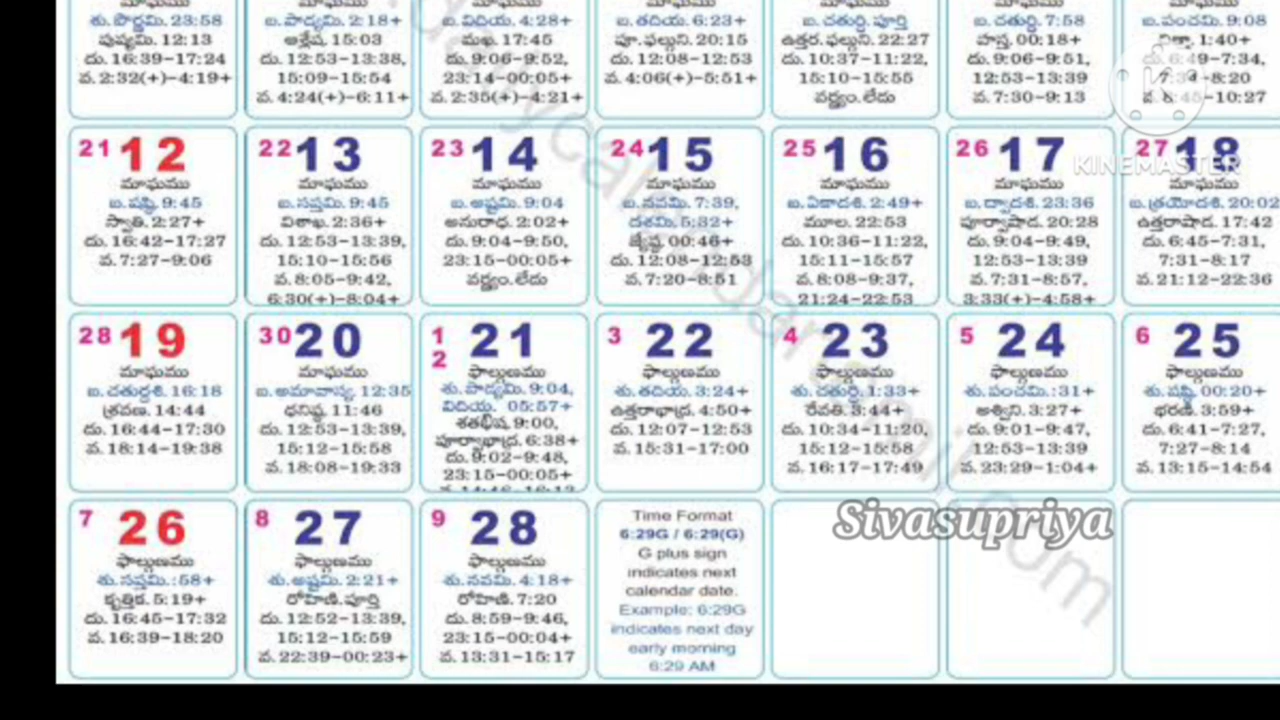 శు.పౌర్ణమి.23:58
పుష్యమి.12:13
దు.16:39-17:24
వ.2:32(+)-4:19+
బ.పాడ్యమి.2:18+
ఆశ్లేష.15:03
దు.12:53-13:38,
15:09-15:54
వ.4:24(+)-6:11+
బ.విదియ.4:28+
మఖ.17:45
దు.9:06-9:52,
23:14-00:05+
వ.2:35(+)-4:21+
బ.తదియ.6:23+
పూ.ఫల్గుని.20:15
దు.12:08-12:53
వ.4:06(+)-5:51+
బ.చతుర్థి.పూర్తి
ఉత్తర.ఫల్గుని.22:27
దు.10:37-11:22,
15:10-15:55
వర్జ్యం.లేదు
బ.చతుర్థి.7:58
హస్త.00:18+
దు.9:06-9:51,
12:53-13:39
వ.7:30-9:13
బ.పంచమి.9:08
చిత్తా.1:40+
దు.6:49-7:34,
వ.8:45-10:27
KINEMASTER
21 12
మాఘము
బ.షష్ఠి.9:45
స్వాతి.2:27+
దు.16:42-17:27
వ.7:27-9:06
22 13
మాఘము
బ.సప్తమి.9:45
విశాఖ.2:36+
దు.12:53-13:39,
15:10-15:56
వ.8:05-9:42,
6:30(+)-8:04+
23 14
మాఘము
బ.అష్టమి.9:04
అనురాధ.2:02+
దు.9:04-9:50,
23:15-00:05+
వర్జ్యం.లేదు
24 15
మాఘము
బ.నవమి.7:39,
దశమి.5:32+
జ్యేష్ఠ.00:46+
దు.12:08-12:53
వ.7:20-8:51
25 16
మాఘము
బ.ఏకాదశి.2:49+
మూల.22:53
దు.10:36-11:22,
15:11-15:57
వ.8:08-9:37,
21:24-22:53
26 17
మాఘము
బ.ద్వాదశి.23:36
పూర్వాషాడ.20:28
దు.9:04-9:49,
12:53-13:39
వ.7:31-8:57,
3:33(+)-4:58+
27 18
మాఘము
బ.త్రయోదశి.20:02
ఉత్తరాషాడ.17:42
దు.6:45-7:31,
7:31-8:17
వ.21:12-22:36
28 19
మాఘము
బ.చతుర్దశి.16:18
శ్రవణ.14:44
దు.16:44-17:30
వ.18:14-19:38
30 20
మాఘము
బ.అమావాస్య.12:35
ధనిష్ఠ.11:46
దు.12:53-13:39,
15:12-15:58
వ.18:08-19:33
1 2 21
ఫాల్గుణము
శు.పాడ్యమి.9:04,
విదియ. 05:57+
శతభిష.9:00,
పూర్వాభాద్ర.6:38+
దు.9:02-9:48,
23:15-00:05+
3 22
ఫాల్గుణము
శు.తదియ.3:24+
ఉత్తరాభాద్ర.4:50+
దు.12:07-12:53
వ.15:31-17:00
4 23
ఫాల్గుణము
శు.చతుర్థి.1:33+
రేవతి.3:44+
దు.10:34-11:20,
15:12-15:58
వ.16:17-17:49
5 24
ఫాల్గుణము
శు.పంచమి.:31+
అశ్విని.3:27+
దు.9:01-9:47,
12:53-13:39
వ.23:29-1:04+
6 25
ఫాల్గుణము
శు.షష్ఠి.00:20+
భరణి.3:59+
దు.6:41-7:27,
7:27-8:14
వ.13:15-14:54
7 26
ఫాల్గుణము
శు.సప్తమి.:58+
కృత్తిక.5:19+
దు.16:45-17:32
వ.16:39-18:20
8 27
ఫాల్గుణము
శు.అష్టమి.2:21+
రోహిణి.పూర్తి
దు.12:52-13:39,
15:12-15:59
వ.22:39-00:23+
9 28
ఫాల్గుణము
శు.నవమి.4:18+
రోహిణి.7:20
దు.8:59-9:46,
23:15-00:04+
వ.13:31-15:17
Time Format
6:29G / 6:29(G)
G plus sign
indicates next
calendar date.
Example: 6:29G
indicates next day
early morning
6:29 AM
Sivasupriya